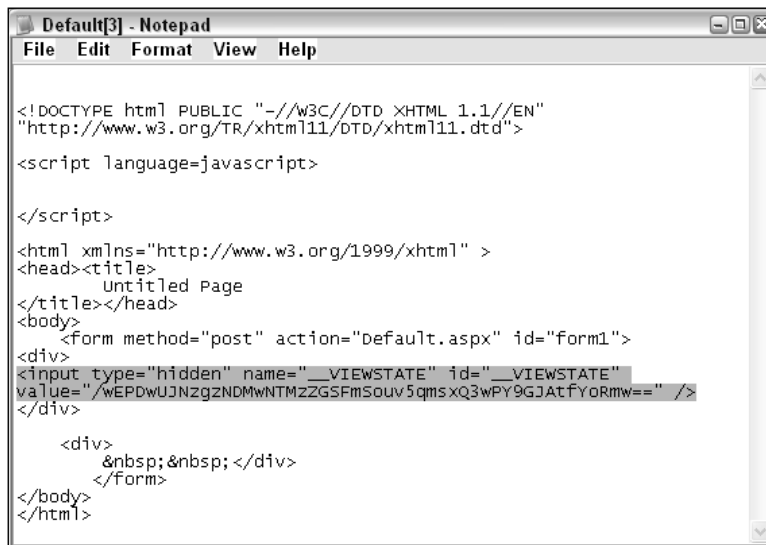 Default[3] - Notepad
File Edit Format View Help
<!DOCTYPE html PUBLIC "-//W3C//DTD XHTML 1.1//EN"
"http://www.w3.org/TR/xhtml11/DTD/xhtml11.dtd">
<script language=javascript>
</script>
<html xmlns="http://www.w3.org/1999/xhtml" >
<head><title>
Untitled Page
</title></head>
<body>
<form method="post" action="Default.aspx" id="form1">
<div>
<input type="hidden" name="__VIEWSTATE" id="__VIEWSTATE"
value="/wEPDwUJNzgzNDMwNTMzZGSFmSouv5qmsxQ3wPY9GJAtfYoRmw==" />
</div>
<div>
&nbsp;&nbsp;</div>
</form>
</body>
</html>